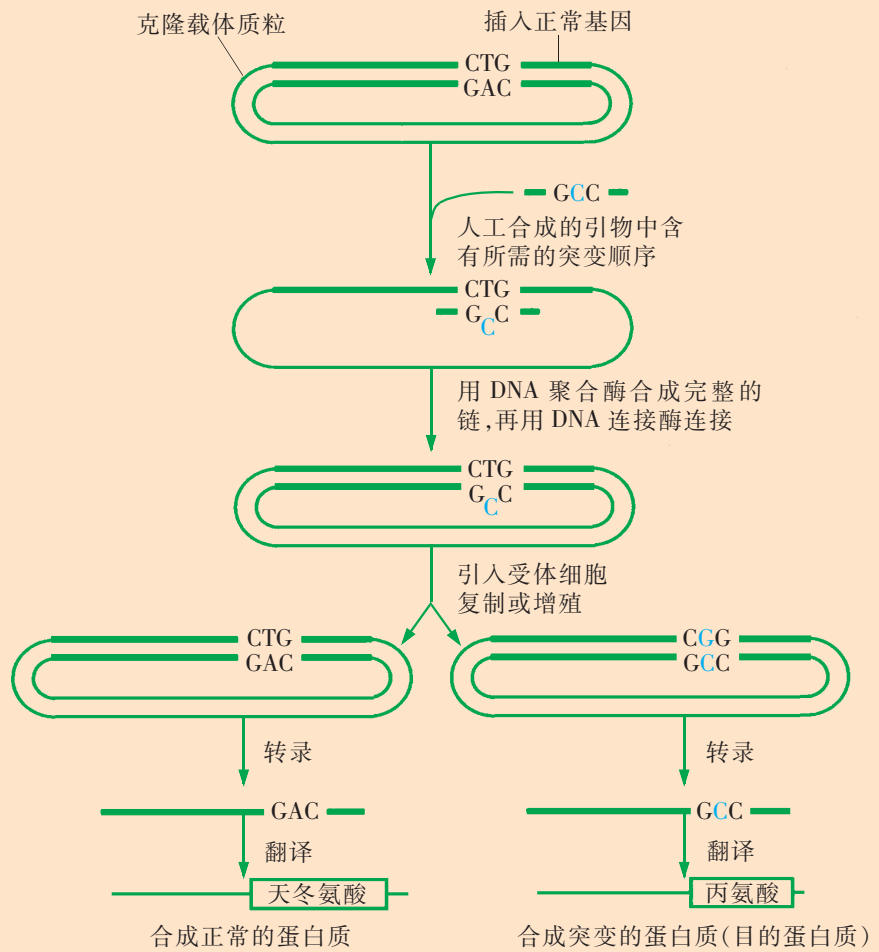 克隆载体质粒
插入正常基因
CTG
GAC
GCC
人工合成的引物中含
有所需的突变顺序
CTG
GCC
用 DNA 聚合酶合成完整的
链,再用 DNA 连接酶连接
CTG
GCC
引入受体细胞
复制或增殖
CTG
GAC
CGG
GCC
转录
转录
GAC
GCC
翻译
翻译
天冬氨酸
丙氨酸
合成正常的蛋白质
合成突变的蛋白质(目的蛋白质)